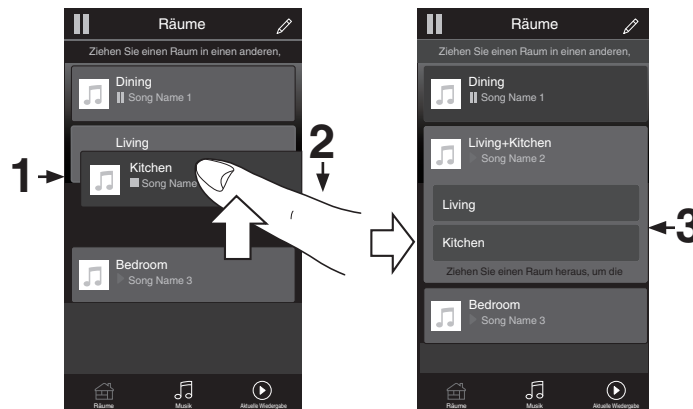 Räume
Ziehen Sie einen Raum in einen anderen,
Dining
Song Name 1
Living
Kitchen
Song Name
Bedroom
Song Name 3
Räume
Musik
Aktuelle Wiedergabe
1
2
Räume
Ziehen Sie einen Raum in einen anderen,
Dining
Song Name 1
Living+Kitchen
Song Name 2
Living
Kitchen
Ziehen Sie einen Raum heraus, um die
Bedroom
Song Name 3
Räume
Musik
Aktuelle Wiedergabe
3